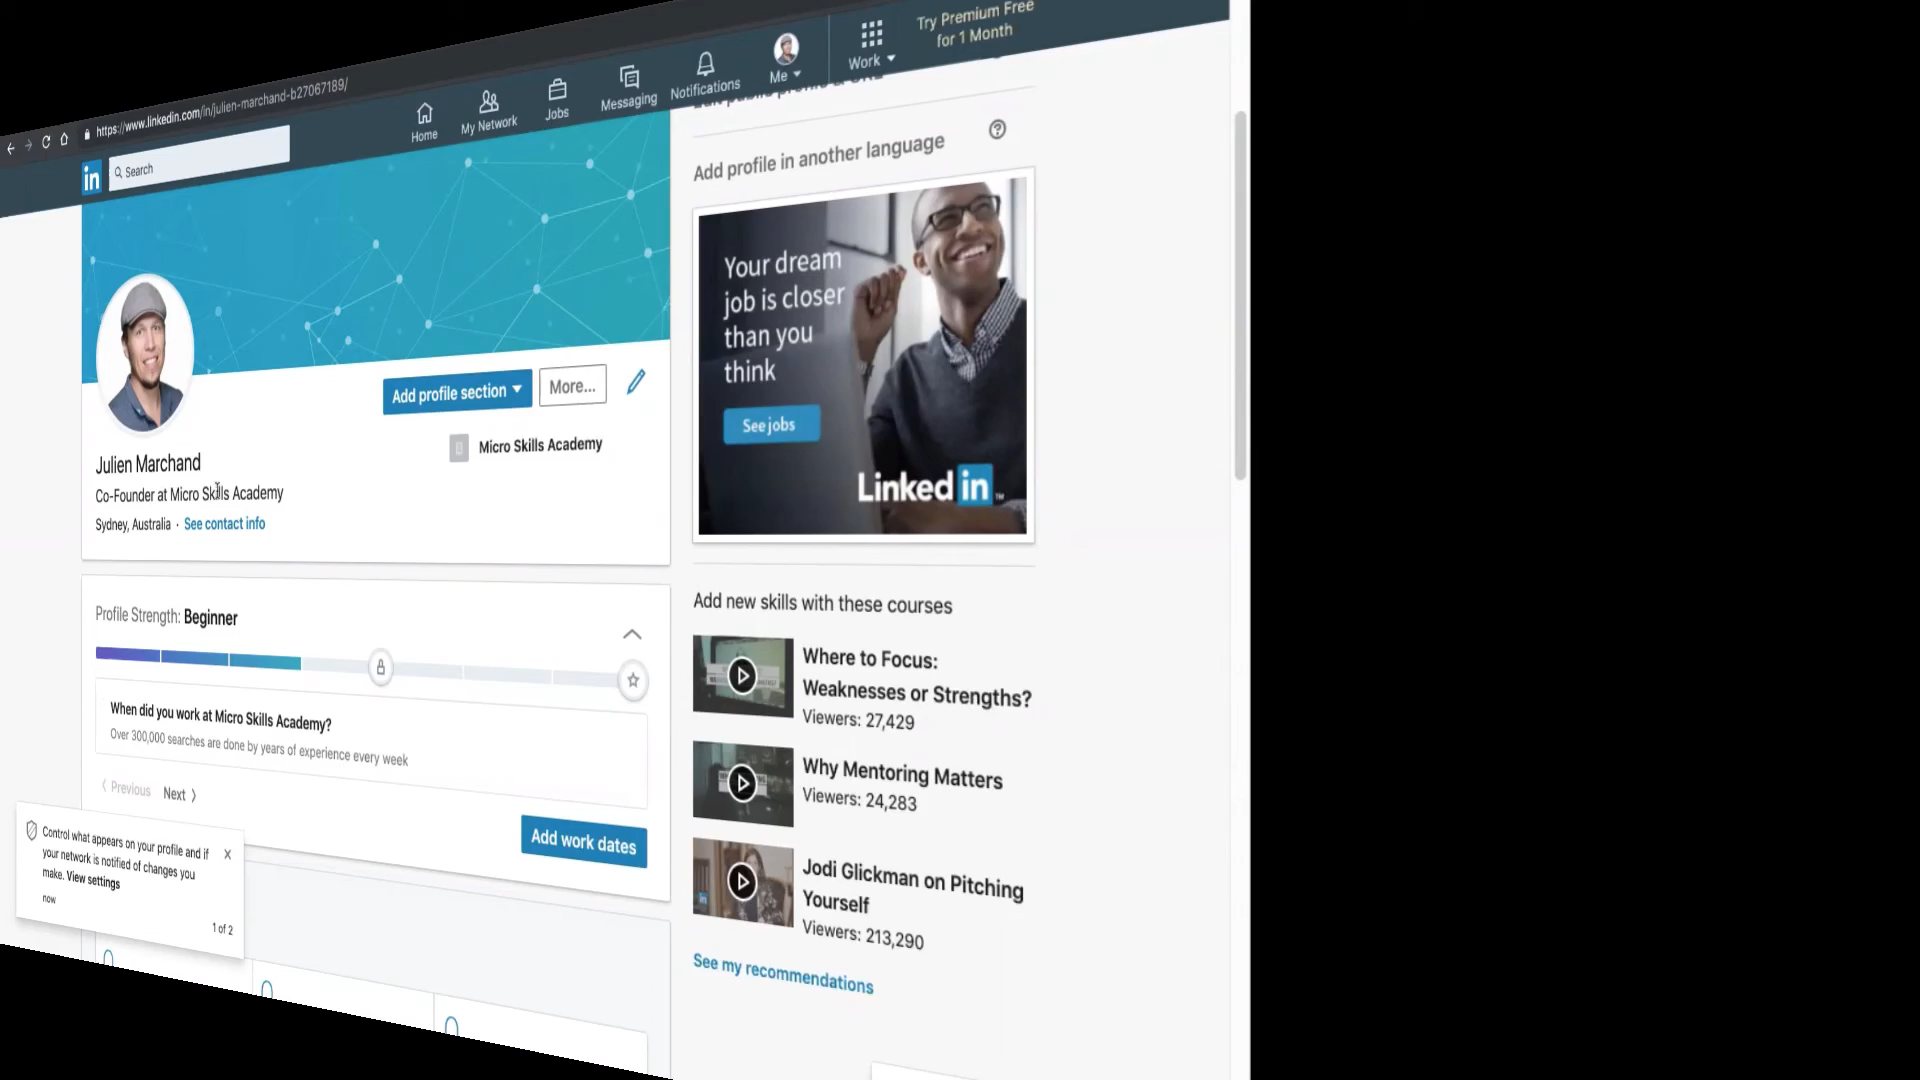 https://www.linkedin.com/in/julien-marchand-b27067189/
in
Search
Home
My Network
Jobs
Messaging
Notifications
Me
Work
Try Premium Free
for 1 Month
Add profile in another language
Your dream
job is closer
than you
think
See jobs
Linked in
Add profile section
More...
Micro Skills Academy
Julien Marchand
Co-Founder at Micro Skills Academy
Sydney, Australia · See contact info
Profile Strength: Beginner
When did you work at Micro Skills Academy?
Over 300,000 searches are done by years of experience every week
Previous
Next
Add work dates
Control what appears on your profile and if
your network is notified of changes you
make. View settings
now
1 of 2
Add new skills with these courses
Where to Focus:
Weaknesses or Strengths?
Viewers: 27,429
Why Mentoring Matters
Viewers: 24,283
Jodi Glickman on Pitching
Yourself
Viewers: 213,290
See my recommendations